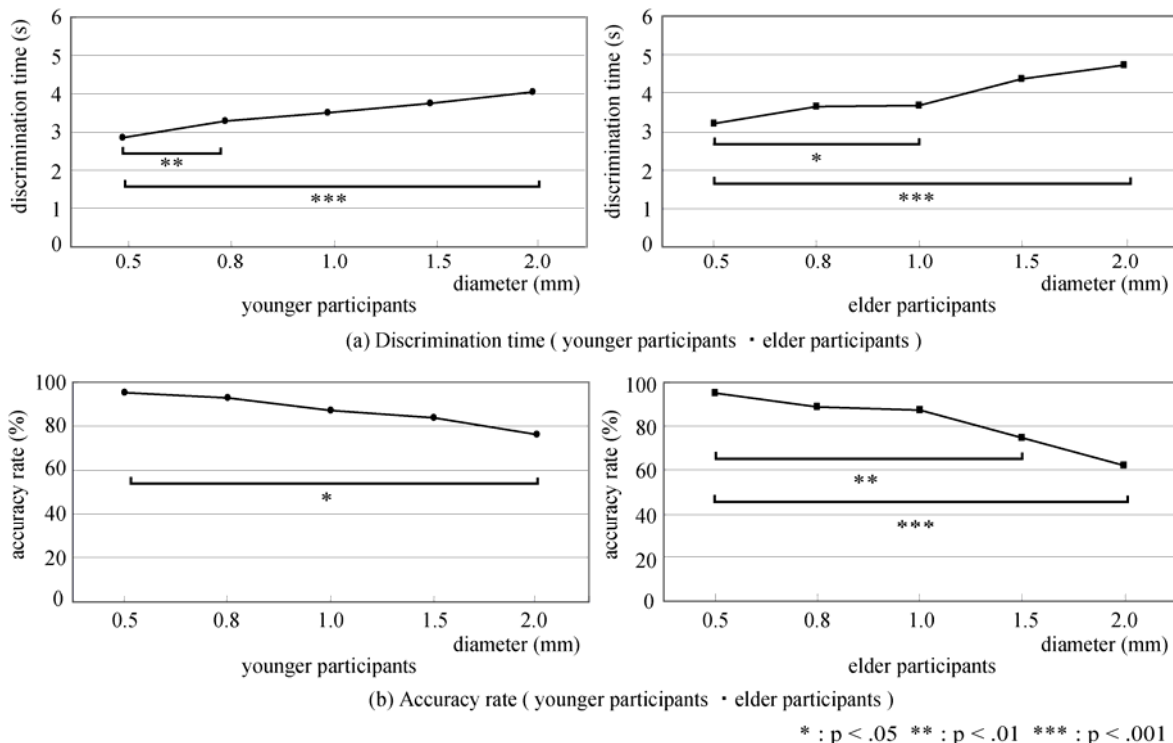 discrimination time (s)
6
5
4
3
2
1
0
**
***
0.5 0.8 1.0 1.5 2.0
diameter (mm)
younger participants
discrimination time (s)
6
5
4
3
2
1
0
*
***
0.5 0.8 1.0 1.5 2.0
diameter (mm)
elder participants
(a) Discrimination time ( younger participants ・ elder participants )
accuracy rate (%)
100
80
60
40
20
0
*
0.5 0.8 1.0 1.5 2.0
diameter (mm)
younger participants
accuracy rate (%)
100
80
60
40
20
0
**
***
0.5 0.8 1.0 1.5 2.0
diameter (mm)
elder participants
(b) Accuracy rate ( younger participants ・ elder participants )
* : p < .05 ** : p < .01 *** : p < .001